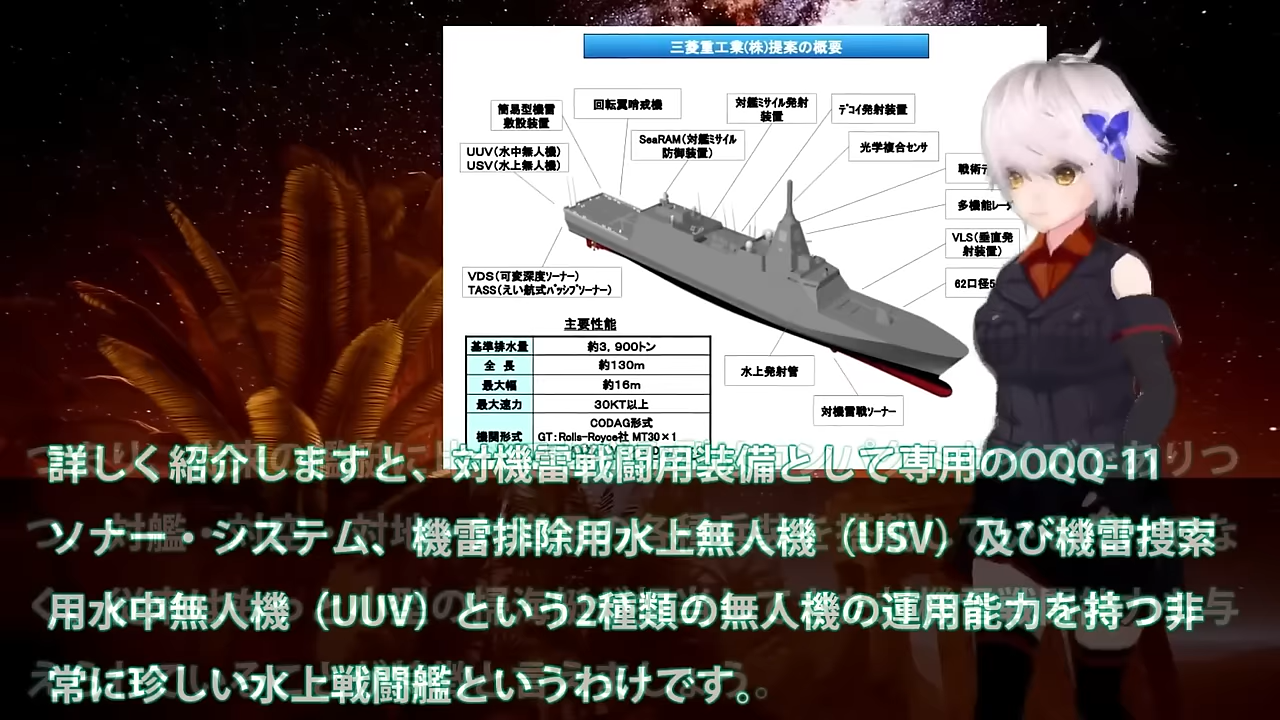 三菱重工業(株)提案の概要
簡易型機雷
敷設装置
回転翼哨戒機
対艦ミサイル発射
装置
デコイ発射装置
UUV(水中無人機)
USV(水上無人機)
SeaRAM(対艦ミサイル
防御装置)
光学複合センサ
戦術デ
多機能レー
VLS(垂直発
射装置)
62口径5
VDS(可変深度ソーナー)
TASS(えい航式パッシブソーナー)
水上発射管
対機雷戦ソーナー
主要性能
基準排水量 約3,900トン
全 長 約130m
最大幅 約16m
最大速力 30KT以上
機関形式 CODAG形式
GT:Rolls-Royce社 MT30×1
詳しく紹介しますと、対機雷戦闘用装備として専用のOQQ-11
ソナー・システム、機雷排除用水上無人機（USV）及び機雷捜索
用水中無人機（UUV）という2種類の無人機の運用能力を持つ非
常に珍しい水上戦闘艦というわけです。